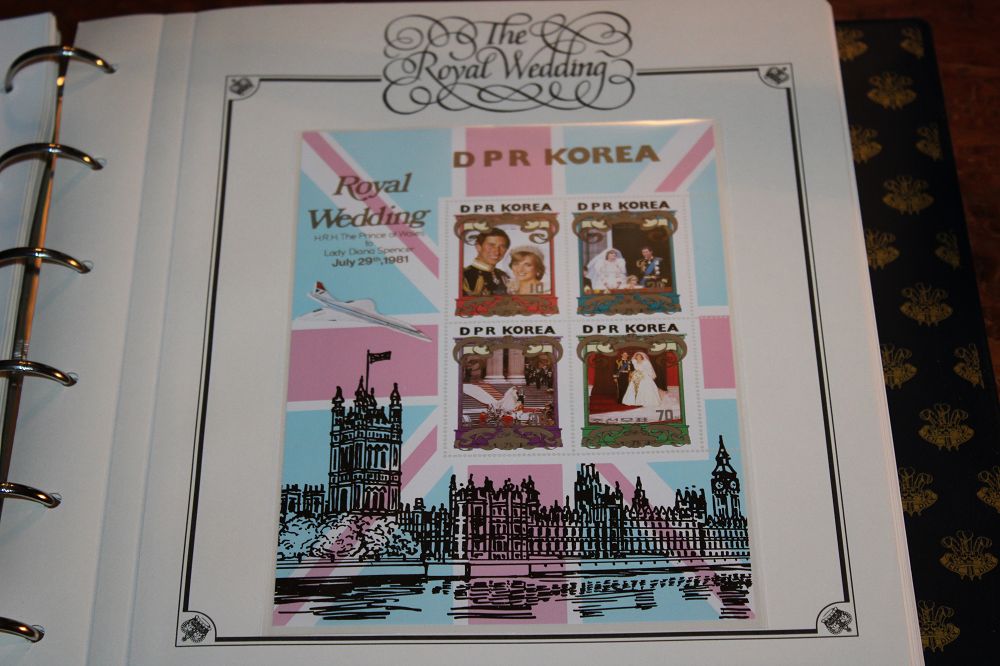 The
Royal Wedding
DPR KOREA
Royal
Wedding
H.R.H. The Prince of Wales
to
Lady Diana Spencer
July 29th, 1981
DPR KOREA
10
DPR KOREA
20
DPR KOREA
DPR KOREA
70